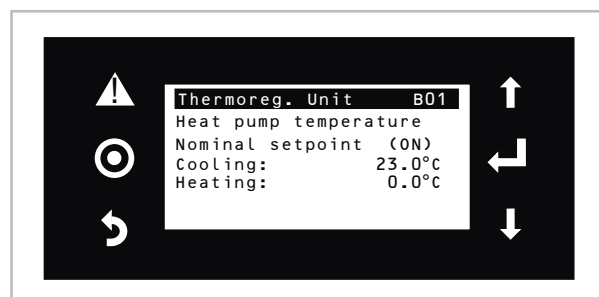 Thermoreg. Unit B01
Heat pump temperature
Nominal setpoint (ON)
Cooling: 23.0°C
Heating: 0.0°C